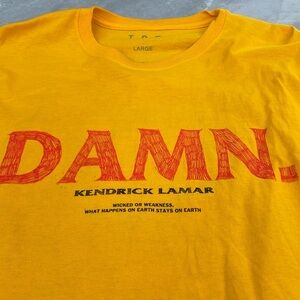 T D E
LARGE
DAMN.
KENDRICK LAMAR
WICKED OR WEAKNESS.
WHAT HAPPENS ON EARTH STAYS ON EARTH